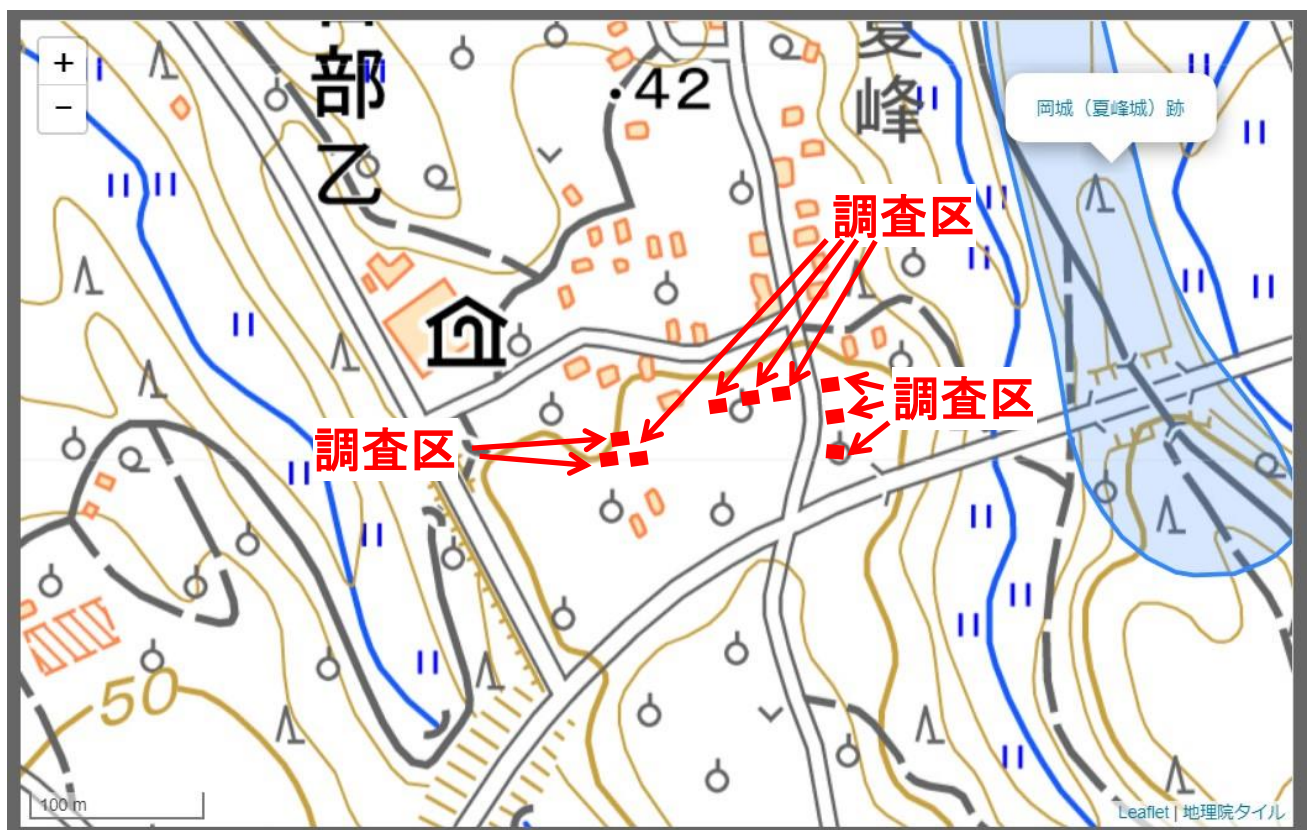 +
−
部
乙
.42
夏
峰
岡城（夏峰城）跡
調査区
調査区
調査区
50
100 m
Leaflet | 地理院タイル